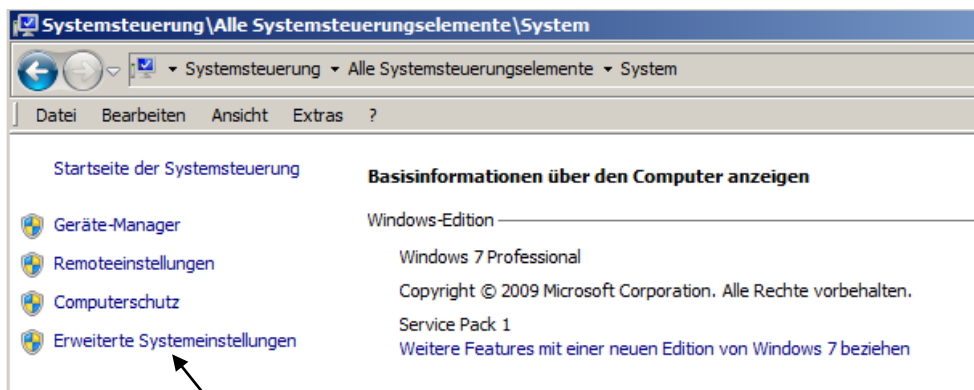 Systemsteuerung\Alle Systemsteuerungselemente\System
Systemsteuerung Alle Systemsteuerungselemente System
Datei Bearbeiten Ansicht Extras ?
Startseite der Systemsteuerung
Geräte-Manager
Remoteeinstellungen
Computerschutz
Erweiterte Systemeinstellungen
Basisinformationen über den Computer anzeigen
Windows-Edition
Windows 7 Professional
Copyright © 2009 Microsoft Corporation. Alle Rechte vorbehalten.
Service Pack 1
Weitere Features mit einer neuen Edition von Windows 7 beziehen